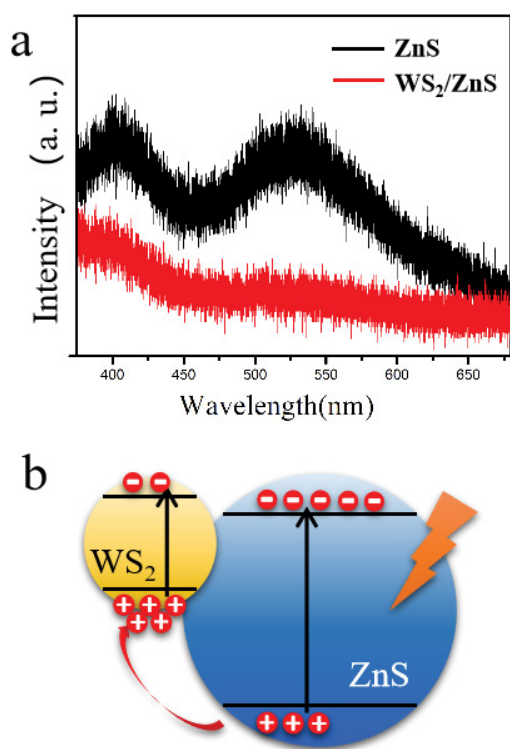 a
ZnS
WS₂/ZnS
Intensity (a. u.)
400 450 500 550 600 650
Wavelength(nm)
b
WS₂
ZnS